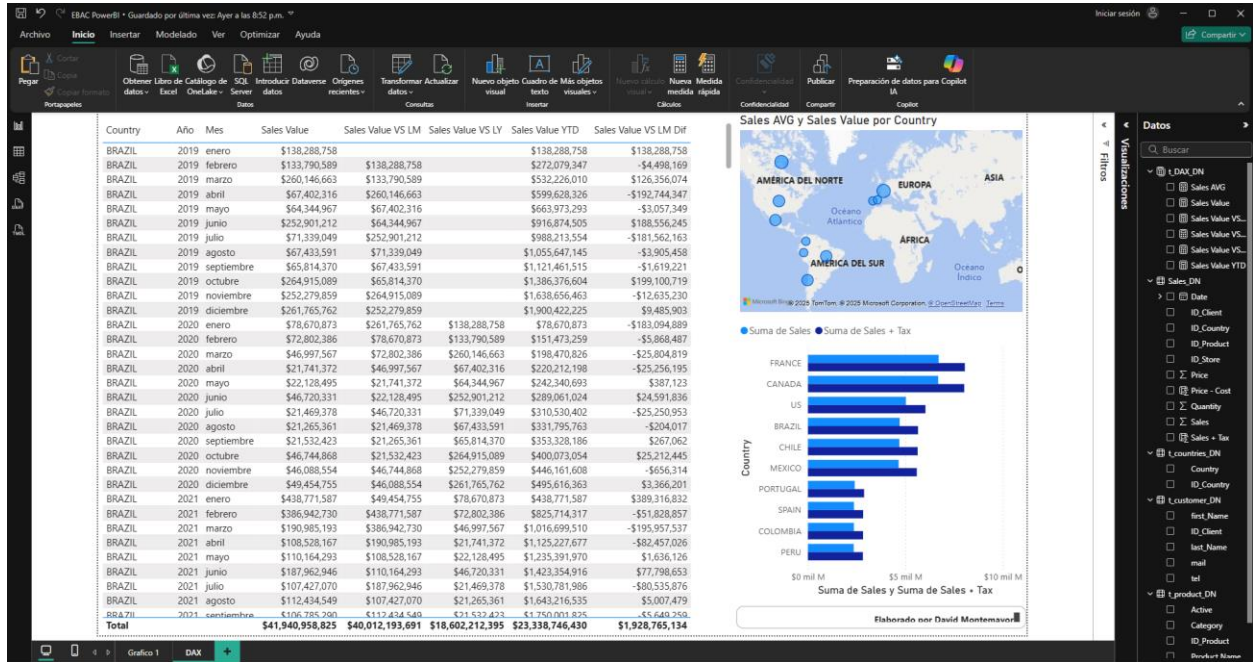 EBAC PowerBI • Guardado por última vez: Ayer a las 8:52 p.m.
Iniciar sesión
Archivo Inicio Insertar Modelado Ver Optimizar Ayuda
Compartir
Pegar
Cortar
Copia
Copiar formato
Portapapeles
Obtener datos
Libro de Excel
Catálogo de OneLake
SQL Server
Introducir datos
Dataverse
Orígenes recientes
Datos
Transformar datos
Actualizar
Consultas
Nuevo objeto visual
Cuadro de texto
Más objetos visuales
Insertar
Nuevo cálculo visual
Nueva medida
Medida rápida
Cálculos
Confidencialidad
Confidencialidad
Publicar
Compartir
Preparación de datos para Copilot
IA
Copilot
Country Año Mes Sales Value Sales Value VS LM Sales Value VS LY Sales Value YTD Sales Value VS LM Dif
BRAZIL 2019 enero $138,288,758 $138,288,758 $138,288,758
BRAZIL 2019 febrero $133,790,589 $138,288,758 $272,079,347 -$4,498,169
BRAZIL 2019 marzo $260,146,663 $133,790,589 $532,226,010 $126,356,074
BRAZIL 2019 abril $67,402,316 $260,146,663 $599,628,326 -$192,744,347
BRAZIL 2019 mayo $64,344,967 $67,402,316 $663,973,293 -$3,057,349
BRAZIL 2019 junio $252,901,212 $64,344,967 $916,874,505 $188,556,245
BRAZIL 2019 julio $71,339,049 $252,901,212 $988,213,554 -$181,562,163
BRAZIL 2019 agosto $67,433,591 $71,339,049 $1,055,647,145 -$3,905,458
BRAZIL 2019 septiembre $65,814,370 $67,433,591 $1,121,461,515 -$1,619,221
BRAZIL 2019 octubre $264,915,089 $65,814,370 $1,386,376,604 $199,100,719
BRAZIL 2019 noviembre $252,279,859 $264,915,089 $1,638,656,463 -$12,635,230
BRAZIL 2019 diciembre $261,765,762 $252,279,859 $1,900,422,225 $9,485,903
BRAZIL 2020 enero $78,670,873 $261,765,762 $138,288,758 $78,670,873 -$183,094,889
BRAZIL 2020 febrero $72,802,386 $78,670,873 $133,790,589 $151,473,259 -$5,868,487
BRAZIL 2020 marzo $46,997,567 $72,802,386 $260,146,663 $198,470,826 -$25,804,819
BRAZIL 2020 abril $21,741,372 $46,997,567 $67,402,316 $220,212,198 -$25,256,195
BRAZIL 2020 mayo $22,128,495 $21,741,372 $64,344,967 $242,340,693 $387,123
BRAZIL 2020 junio $46,720,331 $22,128,495 $252,901,212 $289,061,024 $24,591,836
BRAZIL 2020 julio $21,469,378 $46,720,331 $71,339,049 $310,530,402 -$25,250,953
BRAZIL 2020 agosto $21,265,361 $21,469,378 $67,433,591 $331,795,763 -$204,017
BRAZIL 2020 septiembre $21,532,423 $21,265,361 $65,814,370 $353,328,186 $267,062
BRAZIL 2020 octubre $46,744,868 $21,532,423 $264,915,089 $400,073,054 $25,212,445
BRAZIL 2020 noviembre $46,088,554 $46,744,868 $252,279,859 $446,161,608 -$656,314
BRAZIL 2020 diciembre $49,454,755 $46,088,554 $261,765,762 $495,616,363 $3,366,201
BRAZIL 2021 enero $438,771,587 $49,454,755 $78,670,873 $438,771,587 $389,316,832
BRAZIL 2021 febrero $386,942,730 $438,771,587 $72,802,386 $825,714,317 -$51,828,857
BRAZIL 2021 marzo $190,985,193 $386,942,730 $46,997,567 $1,016,699,510 -$195,957,537
BRAZIL 2021 abril $108,528,167 $190,985,193 $21,741,372 $1,125,227,677 -$82,457,026
BRAZIL 2021 mayo $110,164,293 $108,528,167 $22,128,495 $1,235,391,970 $1,636,126
BRAZIL 2021 junio $187,962,946 $110,164,293 $46,720,331 $1,423,354,916 $77,798,653
BRAZIL 2021 julio $107,427,070 $187,962,946 $21,469,378 $1,530,781,986 -$80,535,876
BRAZIL 2021 agosto $112,434,549 $107,427,070 $21,265,361 $1,643,216,535 $5,007,479
BRAZIL 2021 septiembre $106,785,290 $112,434,549 $21,532,423 $1,750,001,825 -$5,649,259
Total $41,940,958,825 $40,012,193,691 $18,602,212,395 $23,338,746,430 $1,928,765,134
Sales AVG y Sales Value por Country
AMÉRICA DEL NORTE
EUROPA
ASIA
Océano Atlántico
ÁFRICA
AMÉRICA DEL SUR
Océano Índico
Microsoft Bing
© 2025 TomTom, © 2025 Microsoft Corporation, © OpenStreetMap Terms
Suma de Sales Suma de Sales + Tax
Country
FRANCE
CANADA
US
BRAZIL
CHILE
MEXICO
PORTUGAL
SPAIN
COLOMBIA
PERU
$0 mil M $5 mil M $10 mil M
Suma de Sales y Suma de Sales + Tax
Elaborado por David Montemayor
Filtros
Visualizaciones
Datos
Buscar
t_DAX_DN
Sales AVG
Sales Value
Sales Value VS...
Sales Value VS...
Sales Value VS...
Sales Value YTD
Sales_DN
Date
ID_Client
ID_Country
ID_Product
ID_Store
Price
Price - Cost
Quantity
Sales
Sales + Tax
t_countries_DN
Country
ID_Country
t_customer_DN
first_Name
ID_Client
last_Name
mail
tel
t_product_DN
Active
Category
ID_Product
Product Name
Grafico 1 DAX